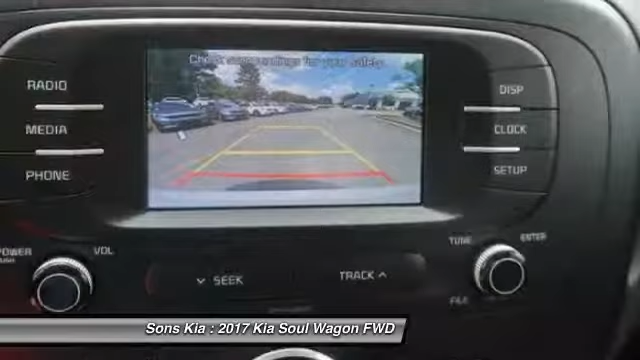 Check surroundings for your safety.
RADIO
DISP
MEDIA
CLOCK
PHONE
SETUP
POWER
VOL
TUNE
ENTER
SEEK
TRACK
FILE
Sons Kia : 2017 Kia Soul Wagon FWD